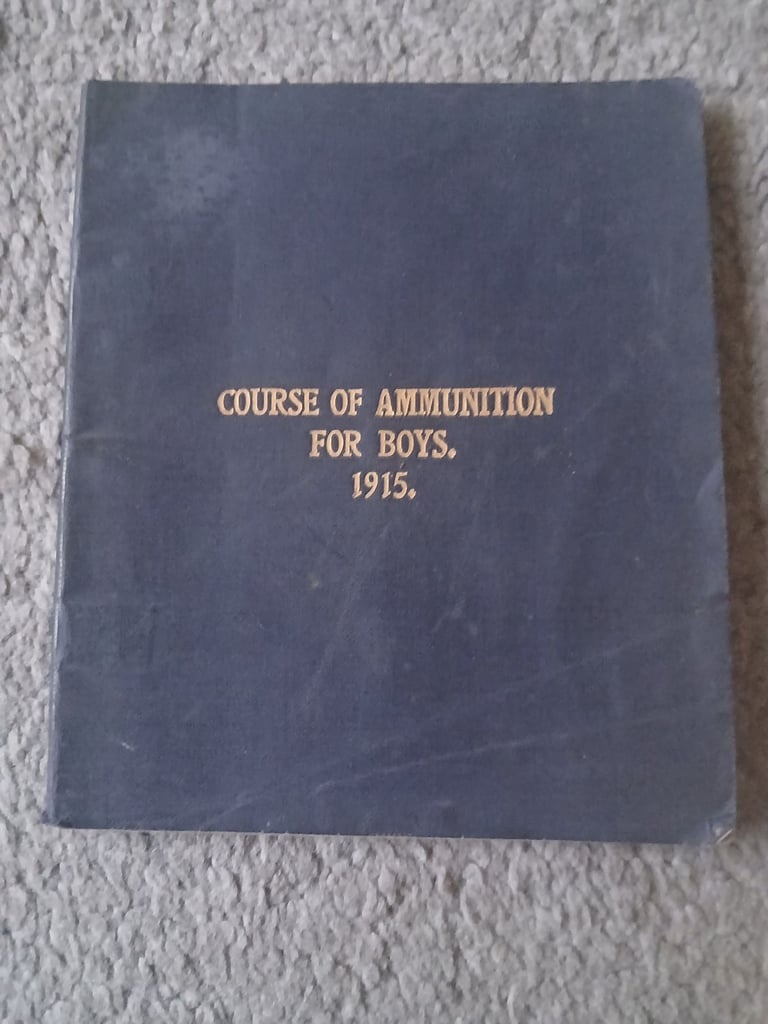 COURSE OF AMMUNITION
FOR BOYS.
1915.